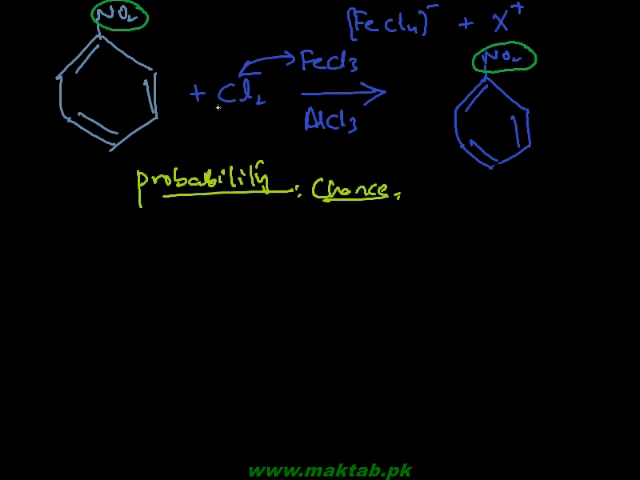 NO₂
[FeCl₄]⁻ + X⁺
NO₂
+ Cl₂
FeCl₃
AlCl₃
probability : Chance,
www.maktab.pk